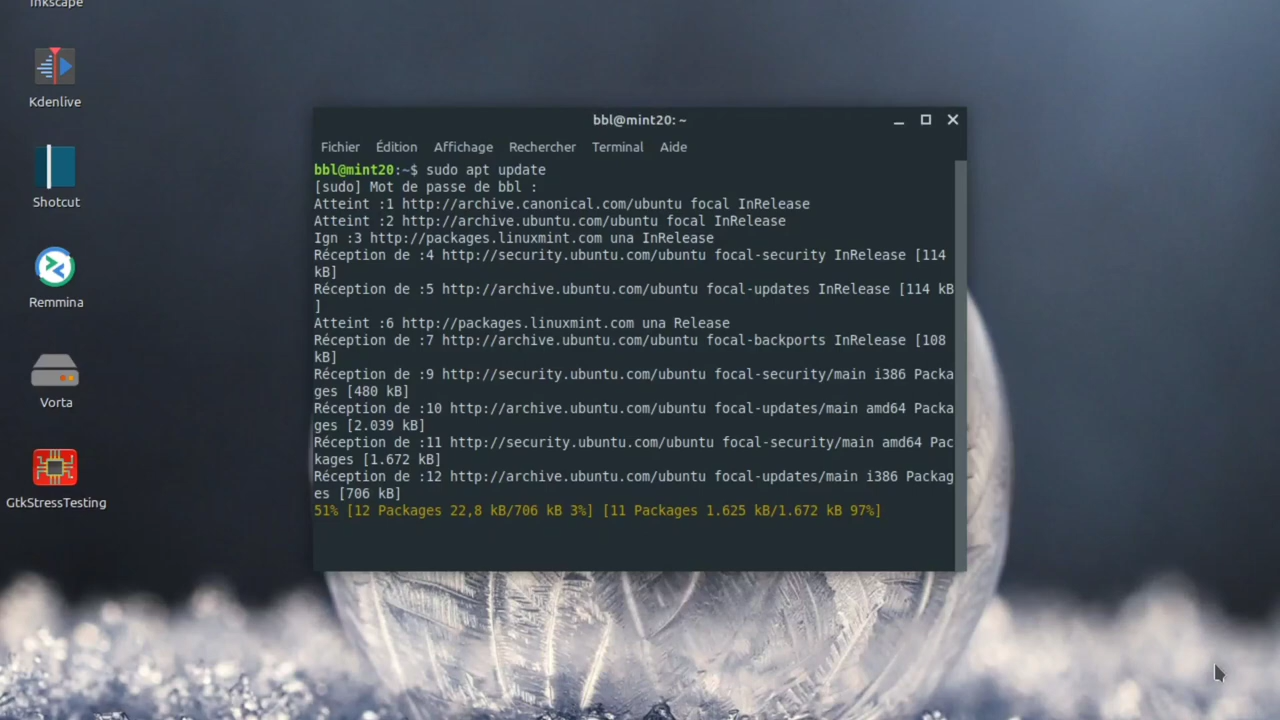 Inkscape
Kdenlive
Shotcut
Remmina
Vorta
GtkStressTesting
bbl@mint20: ~
Fichier Édition Affichage Rechercher Terminal Aide
bbl@mint20:~$ sudo apt update
[sudo] Mot de passe de bbl :
Atteint :1 http://archive.canonical.com/ubuntu focal InRelease
Atteint :2 http://archive.ubuntu.com/ubuntu focal InRelease
Ign :3 http://packages.linuxmint.com una InRelease
Réception de :4 http://security.ubuntu.com/ubuntu focal-security InRelease [114
kB]
Réception de :5 http://archive.ubuntu.com/ubuntu focal-updates InRelease [114 kB
]
Atteint :6 http://packages.linuxmint.com una Release
Réception de :7 http://archive.ubuntu.com/ubuntu focal-backports InRelease [108
kB]
Réception de :9 http://security.ubuntu.com/ubuntu focal-security/main i386 Packa
ges [480 kB]
Réception de :10 http://archive.ubuntu.com/ubuntu focal-updates/main amd64 Packa
ges [2.039 kB]
Réception de :11 http://security.ubuntu.com/ubuntu focal-security/main amd64 Pac
kages [1.672 kB]
Réception de :12 http://archive.ubuntu.com/ubuntu focal-updates/main i386 Packag
es [706 kB]
51% [12 Packages 22,8 kB/706 kB 3%] [11 Packages 1.625 kB/1.672 kB 97%]